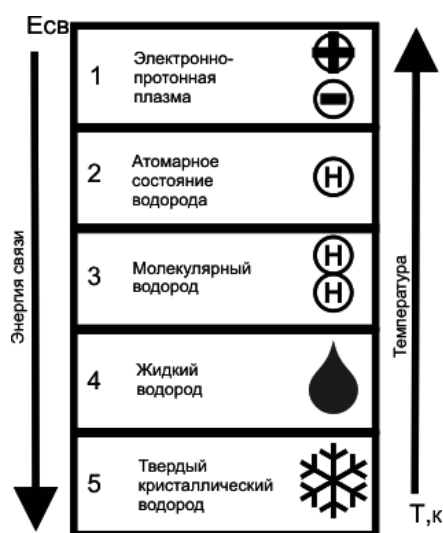 Eсв
1
Электронно-
протонная
плазма
2
Атомарное
состояние
водорода
H
3
Молекулярный
водород
H
H
4
Жидкий
водород
5
Твердый
кристаллический
водород
Энергия связи
Температура
T,к